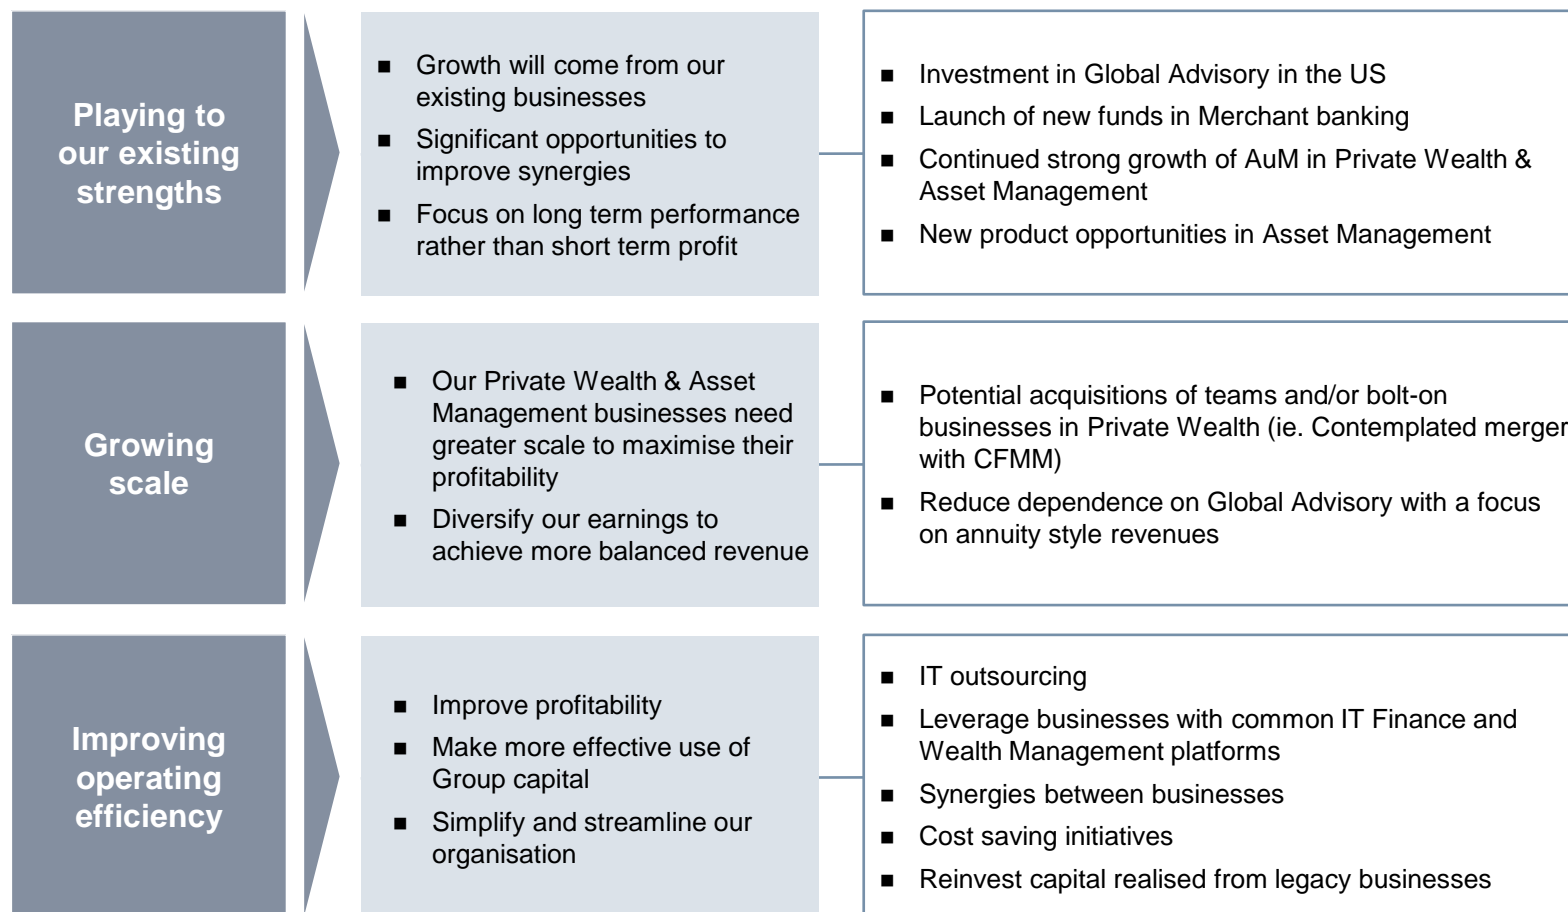 Playing to
our existing
strengths
■ Growth will come from our
existing businesses
■ Significant opportunities to
improve synergies
■ Focus on long term performance
rather than short term profit
■ Investment in Global Advisory in the US
■ Launch of new funds in Merchant banking
■ Continued strong growth of AuM in Private Wealth &
Asset Management
■ New product opportunities in Asset Management
Growing
scale
■ Our Private Wealth & Asset
Management businesses need
greater scale to maximise their
profitability
■ Diversify our earnings to
achieve more balanced revenue
■ Potential acquisitions of teams and/or bolt-on
businesses in Private Wealth (ie. Contemplated merger
with CFMM)
■ Reduce dependence on Global Advisory with a focus
on annuity style revenues
Improving
operating
efficiency
■ Improve profitability
■ Make more effective use of
Group capital
■ Simplify and streamline our
organisation
■ IT outsourcing
■ Leverage businesses with common IT Finance and
Wealth Management platforms
■ Synergies between businesses
■ Cost saving initiatives
■ Reinvest capital realised from legacy businesses